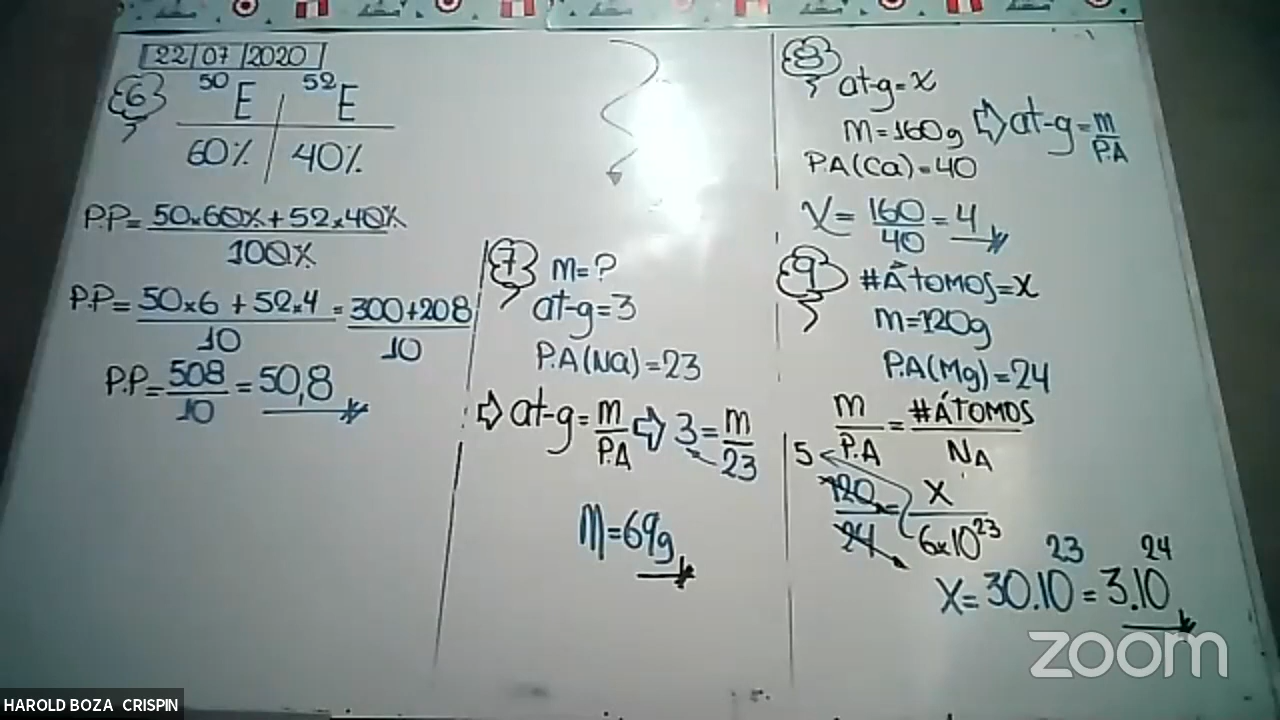 22/07/2020
6
50E | 52E
60% | 40%
P.P=50x60%+52x40%/100%
P.P=50x6+52x4/10=300+208/10
P.P=508/10=50,8
7 m=?
at-g=3
P.A(Na)=23
⇨at-g=m/P.A⇨3=m/23
M=69g
8 at-g=x
m=160g ⇨at-g=m/P.A
P.A(Ca)=40
X=160/40=4
9 #ÁTOMOS=X
m=120g
P.A(Mg)=24
m/P.A=#ÁTOMOS/NA
5
120/24=X/6x10^23
X=30.10^23=3.10^24
zoom
HAROLD BOZA CRISPIN